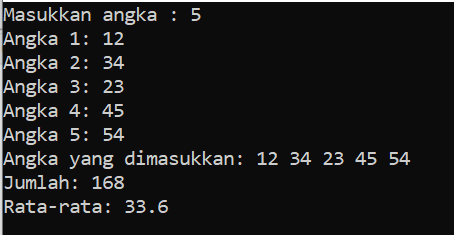 Masukkan angka : 5
Angka 1: 12
Angka 2: 34
Angka 3: 23
Angka 4: 45
Angka 5: 54
Angka yang dimasukkan: 12 34 23 45 54
Jumlah: 168
Rata-rata: 33.6